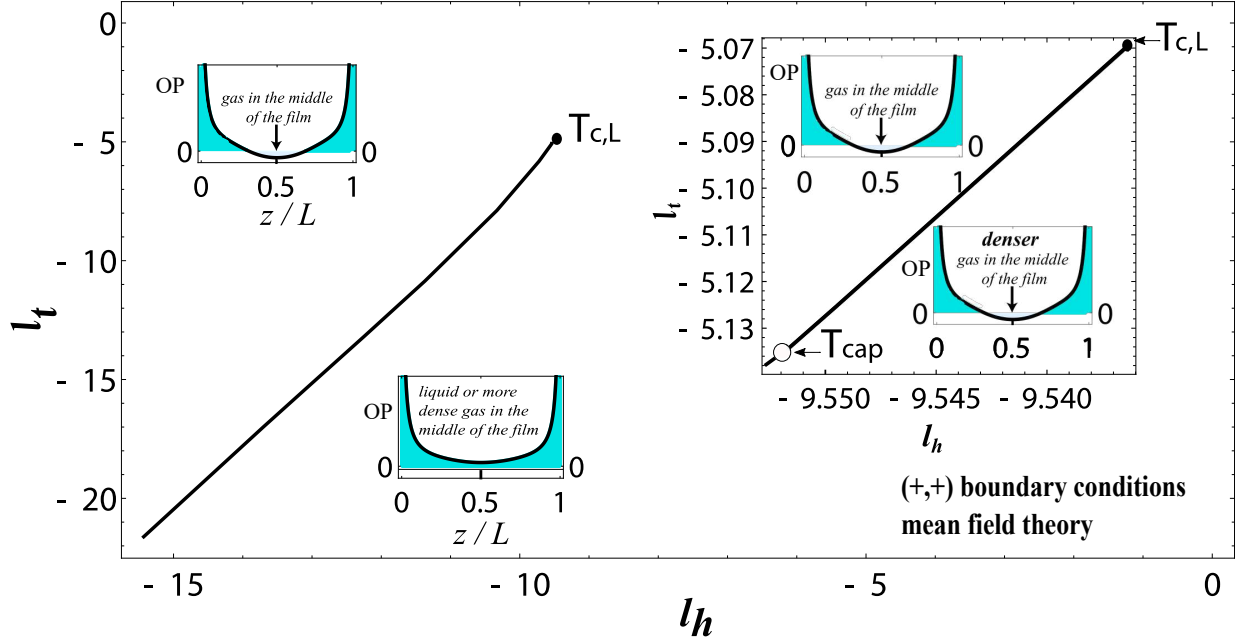 0
- 5
- 10
- 15
- 20
l_t
- 15
- 10
- 5
0
l_h
T_{c,L}
OP
gas in the middle
of the film
0
0
0
0.5
1
z / L
OP
liquid or more
dense gas in the
middle of the film
0
0
0
0.5
1
z / L
- 5.07
- 5.08
- 5.09
- 5.10
- 5.11
- 5.12
- 5.13
l_t
T_{c,L}
OP
gas in the middle
of the film
0
0
0
0.5
1
denser
OP
gas in the middle
of the film
0
0
0.5
1
T_{cap}
- 9.550
- 9.545
- 9.540
l_h
(+,+) boundary conditions
mean field theory